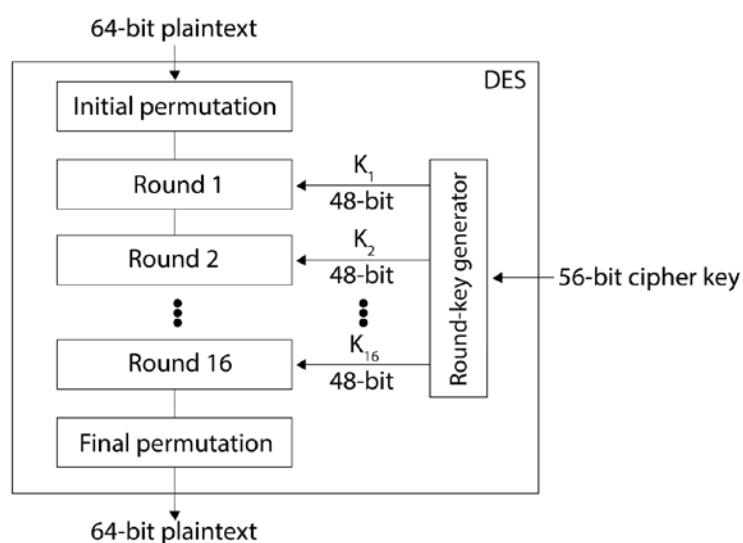 64-bit plaintext
DES
Initial permutation
Round 1
K₁
48-bit
Round 2
K₂
48-bit
Round 16
K₁₆
48-bit
Round-key generator
56-bit cipher key
Final permutation
64-bit plaintext